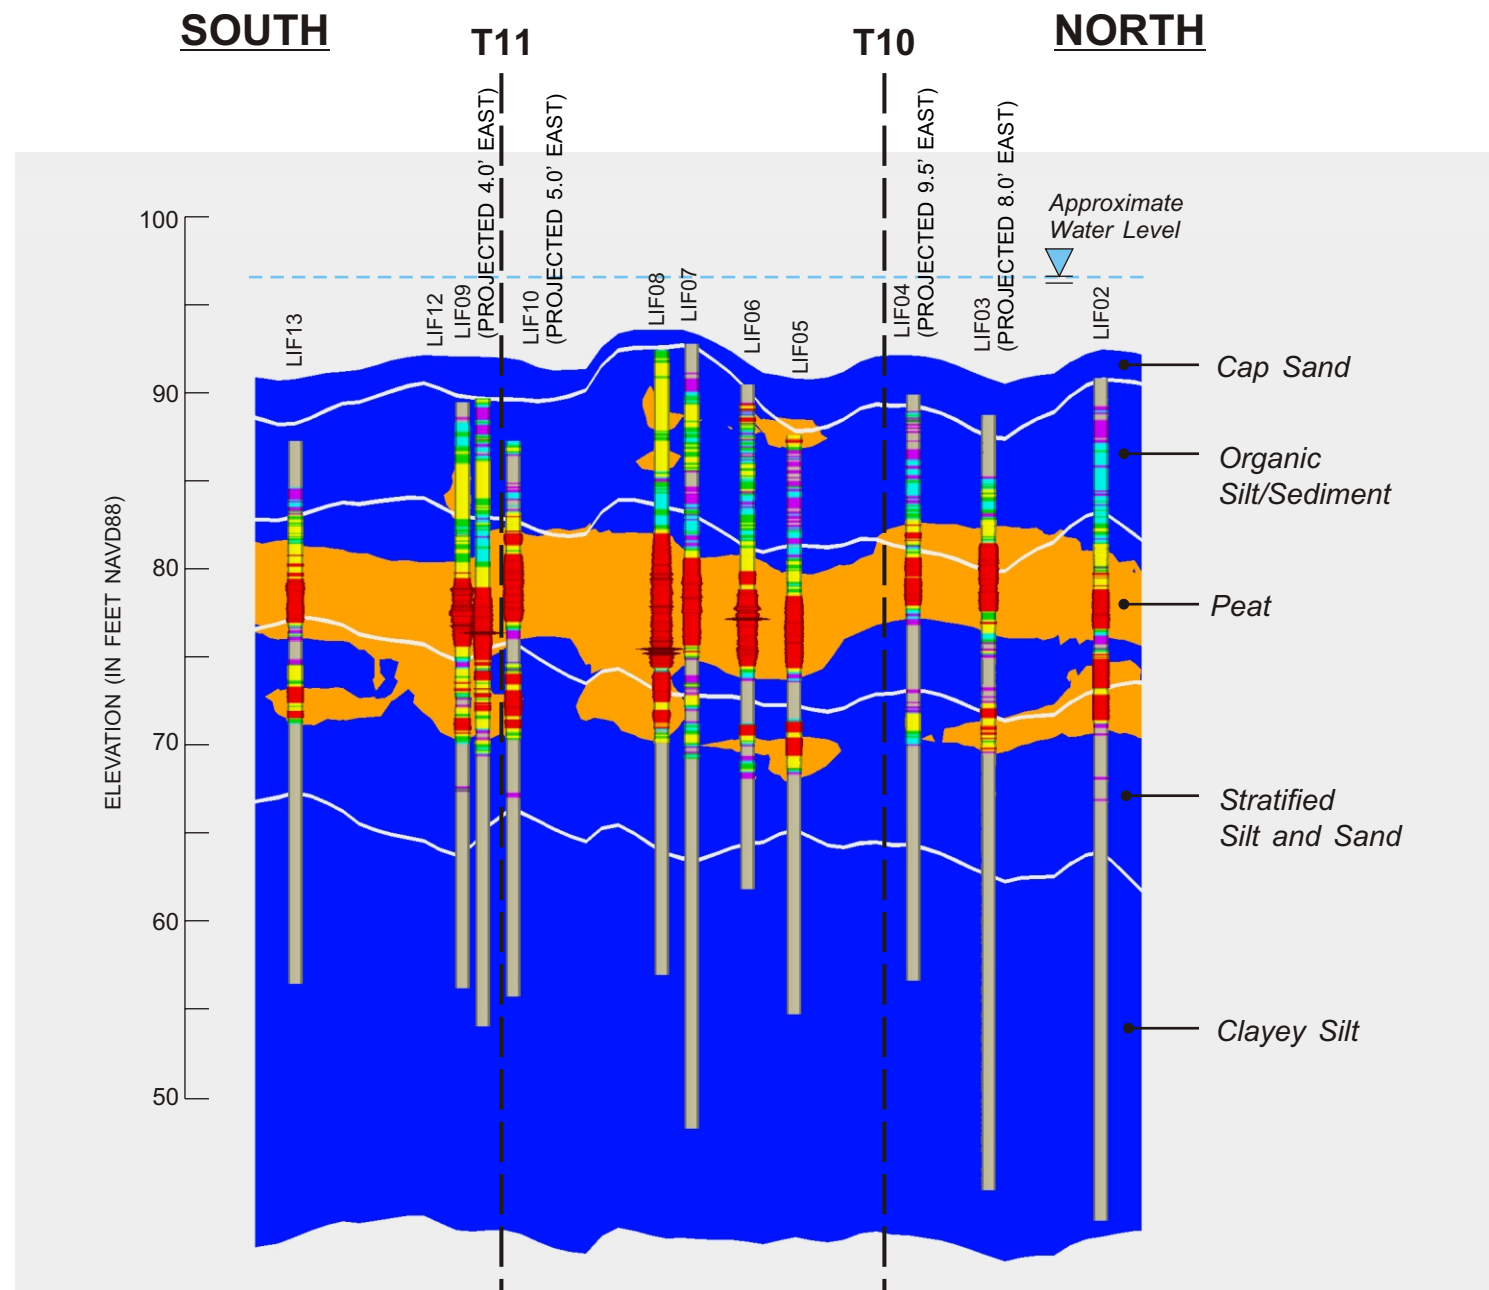 SOUTH
T11
T10
NORTH
(PROJECTED 4.0' EAST)
(PROJECTED 5.0' EAST)
(PROJECTED 9.5' EAST)
(PROJECTED 8.0' EAST)
Approximate
Water Level
LIF13
LIF12
LIF09
LIF10
LIF08
LIF07
LIF06
LIF05
LIF04
LIF03
LIF02
100
90
80
70
60
50
ELEVATION (IN FEET NAVD88)
Cap Sand
Organic
Silt/Sediment
Peat
Stratified
Silt and Sand
Clayey Silt